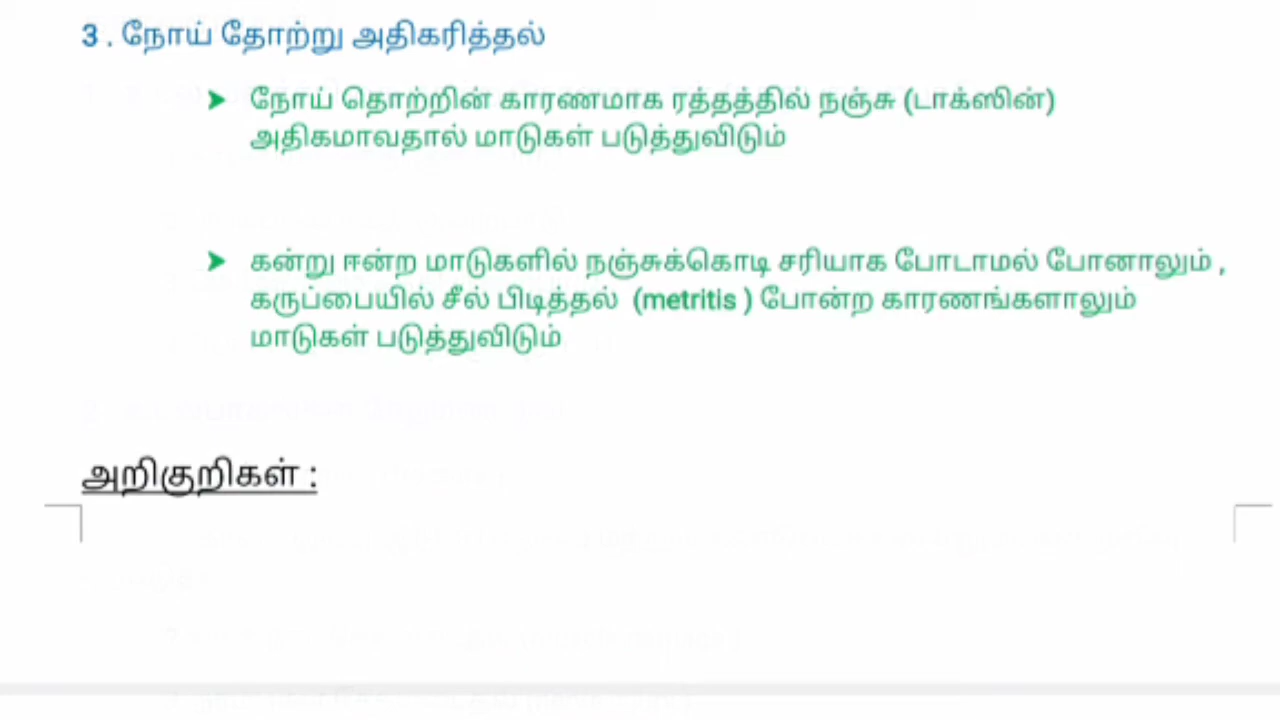 3 . நோய் தோற்று அதிகரித்தல்
➤ நோய் தொற்றின் காரணமாக ரத்தத்தில் நஞ்சு (டாக்ஸின்)
அதிகமாவதால் மாடுகள் படுத்துவிடும்
➤ கன்று ஈன்ற மாடுகளில் நஞ்சுக்கொடி சரியாக போடாமல் போனாலும் ,
கருப்பையில் சீல் பிடித்தல் (metritis ) போன்ற காரணங்களாலும்
மாடுகள் படுத்துவிடும்
அறிகுறிகள் :